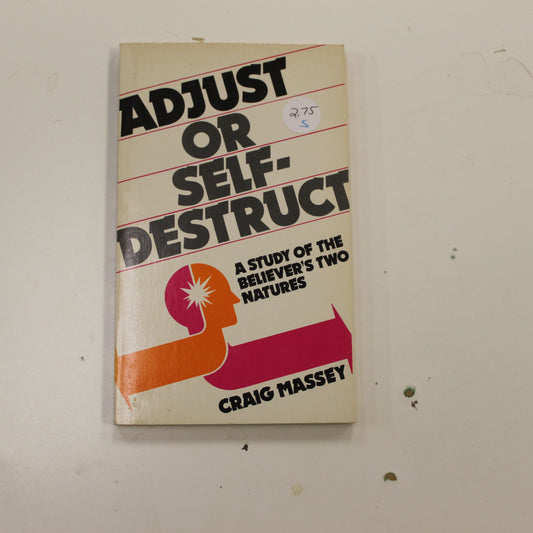 ADJUST
OR
SELF-
DESTRUCT
2.75
S
A STUDY OF THE
BELIEVER'S TWO
NATURES
CRAIG MASSEY